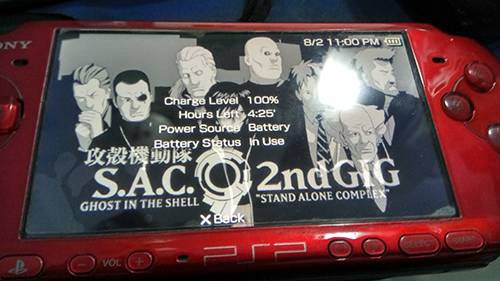 SONY
8/2 11:00 PM
Charge Level 100%
Hours Left 4:25'
Power Source Battery
Battery Status In Use
攻殻機動隊
S.A.C. 2nd GIG
GHOST IN THE SHELL "STAND ALONE COMPLEX"
X Back
VOL
PSP
SELECT
START